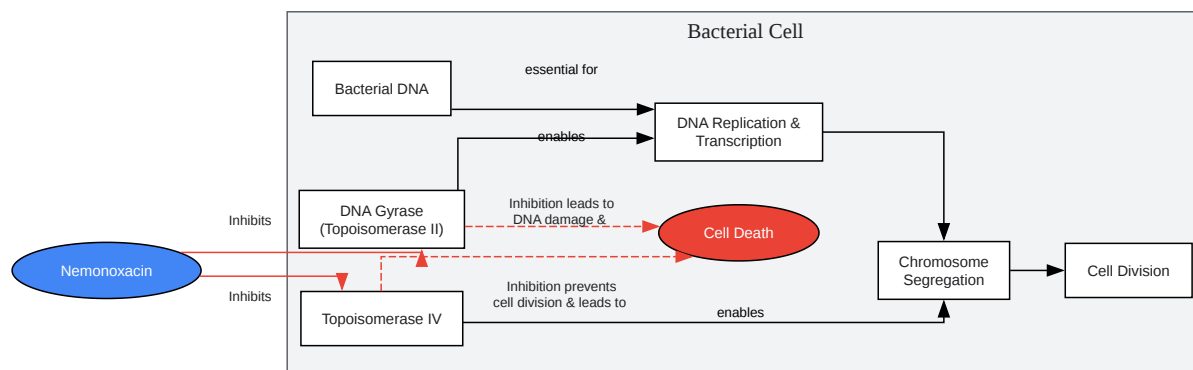 Bacterial Cell
essential for
Bacterial DNA
DNA Replication &
Transcription
enables
DNA Gyrase
(Topoisomerase II)
Inhibition leads to
DNA damage &
Cell Death
Inhibits
Nemonoxacin
Inhibits
Chromosome
Segregation
Cell Division
Inhibition prevents
cell division & leads to
Topoisomerase IV
enables